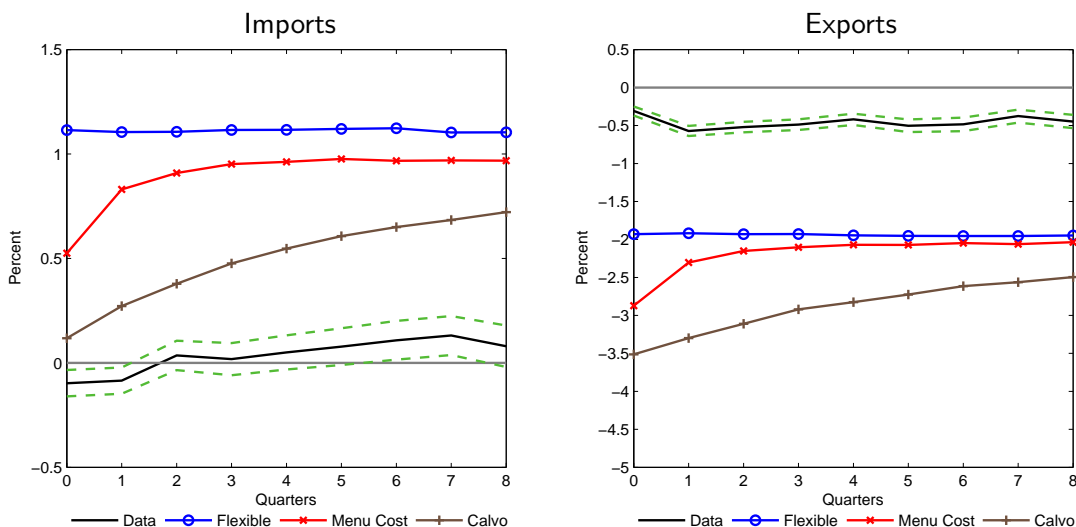 Imports
1.5
1
0.5
0
−0.5
Percent
0 1 2 3 4 5 6 7 8
Quarters
Data Flexible Menu Cost Calvo
Exports
0.5
0
−0.5
−1
−1.5
−2
−2.5
−3
−3.5
−4
−4.5
−5
Percent
0 1 2 3 4 5 6 7 8
Quarters
Data Flexible Menu Cost Calvo